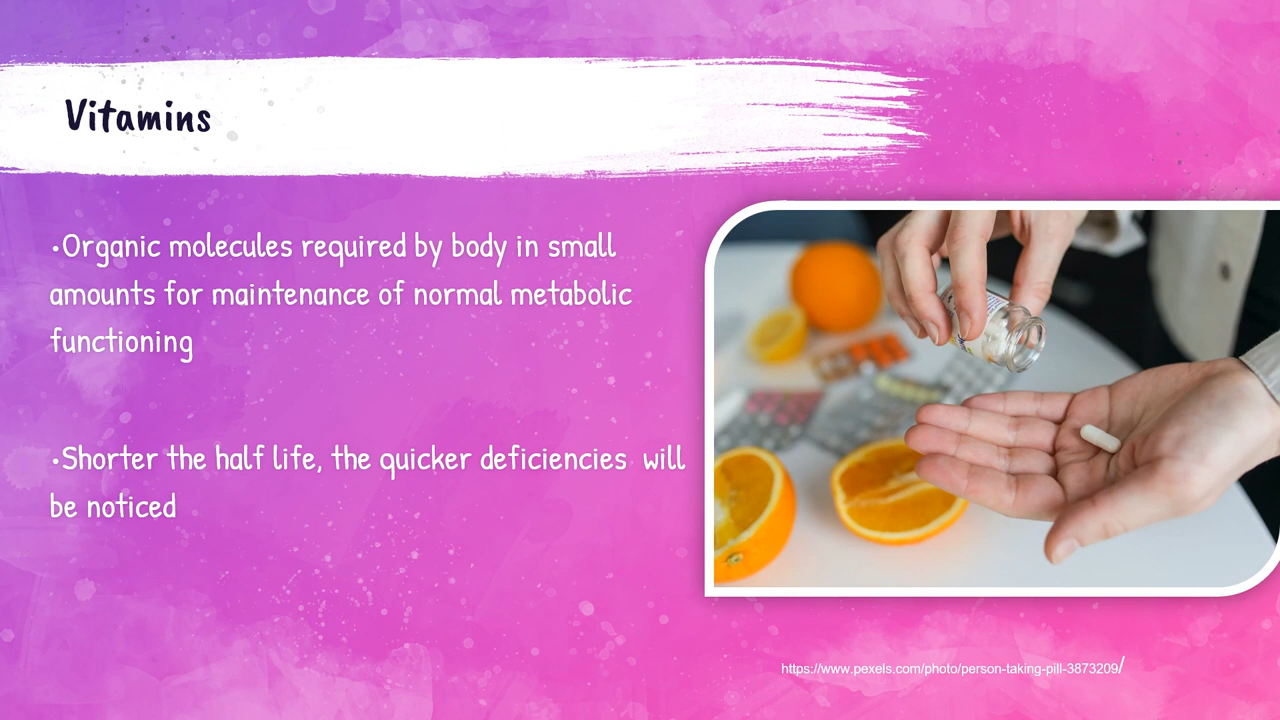 Vitamins
•Organic molecules required by body in small
amounts for maintenance of normal metabolic
functioning
•Shorter the half life, the quicker deficiencies will
be noticed
https://www.pexels.com/photo/person-taking-pill-3873209/